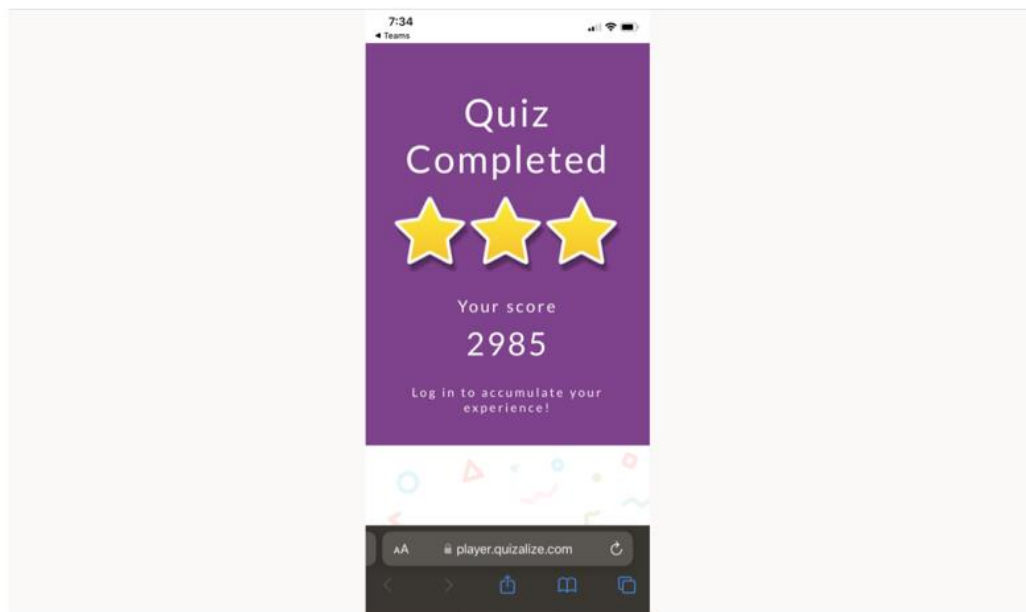 7:34
◀ Teams
Quiz
Completed
Your score
2985
Log in to accumulate your
experience!
AA
player.quizalize.com